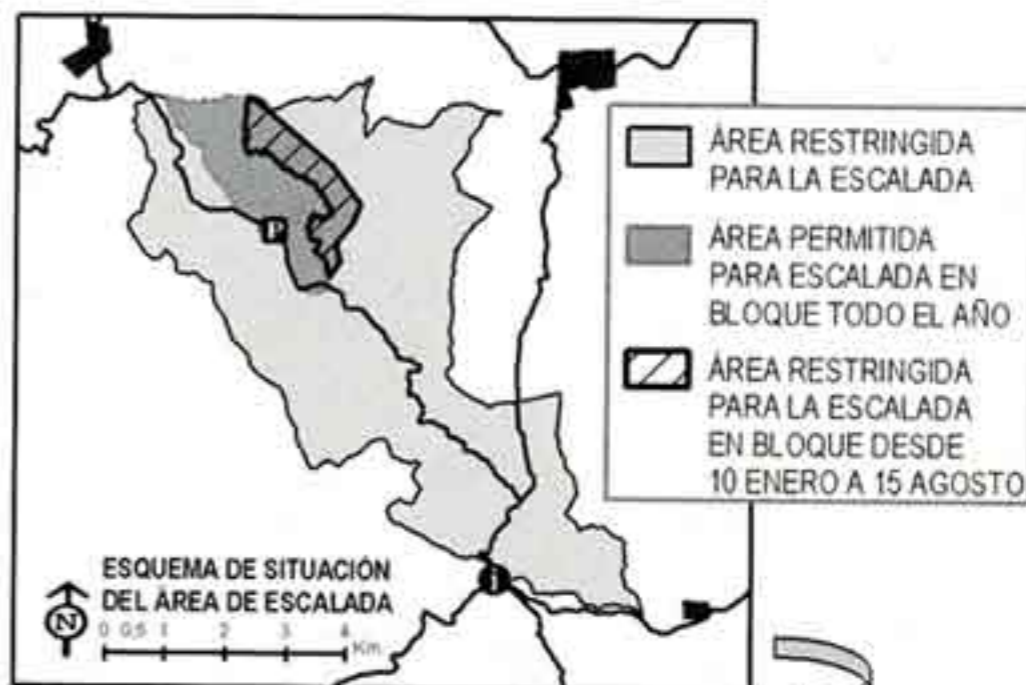 ÁREA RESTRINGIDA
PARA LA ESCALADA
ÁREA PERMITIDA
PARA ESCALADA EN
BLOQUE TODO EL AÑO
ÁREA RESTRINGIDA
PARA LA ESCALADA
EN BLOQUE DESDE
10 ENERO A 15 AGOSTO
P
i
ESQUEMA DE SITUACIÓN
DEL ÁREA DE ESCALADA
N
0 0,5 1 2 3 4
Km